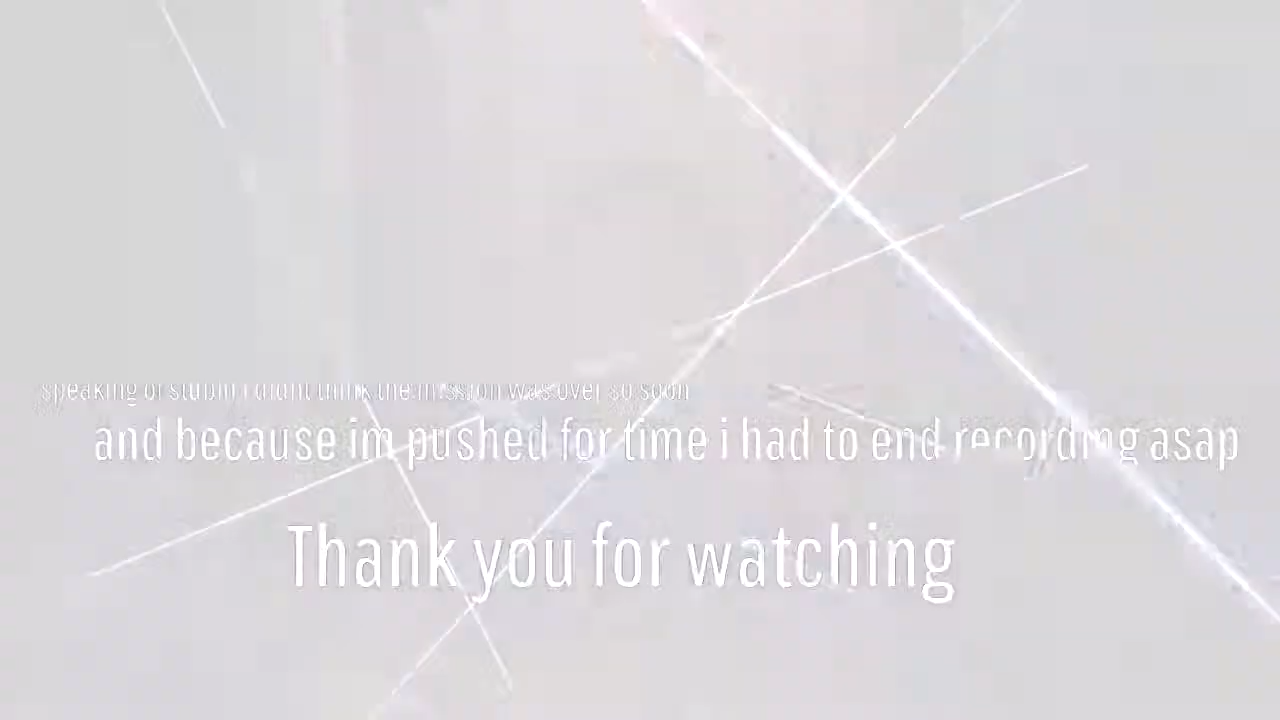 speaking of stupid i didnt think the mission was over so soon
and because im pushed for time i had to end recording asap
Thank you for watching